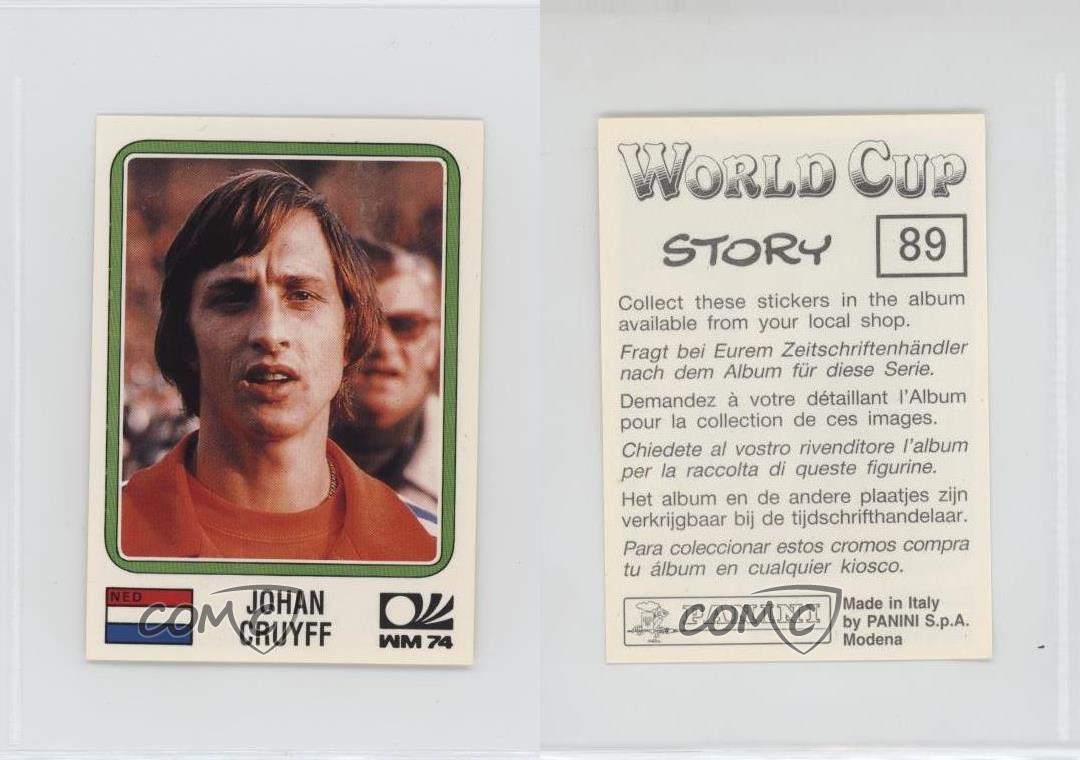 NED
JOHAN
CRUYFF
WM 74
COMC
WORLD CUP
STORY
89
Collect these stickers in the album
available from your local shop.
Fragt bei Eurem Zeitschriftenhändler
nach dem Album für diese Serie.
Demandez à votre détaillant l'Album
pour la collection de ces images.
Chiedete al vostro rivenditore l'album
per la raccolta di queste figurine.
Het album en de andere plaatjes zijn
verkrijgbaar bij de tijdschrifthandelaar.
Para coleccionar estos cromos compra
tu álbum en cualquier kiosco.
PANINI
COMC
Made in Italy
by PANINI S.p.A.
Modena